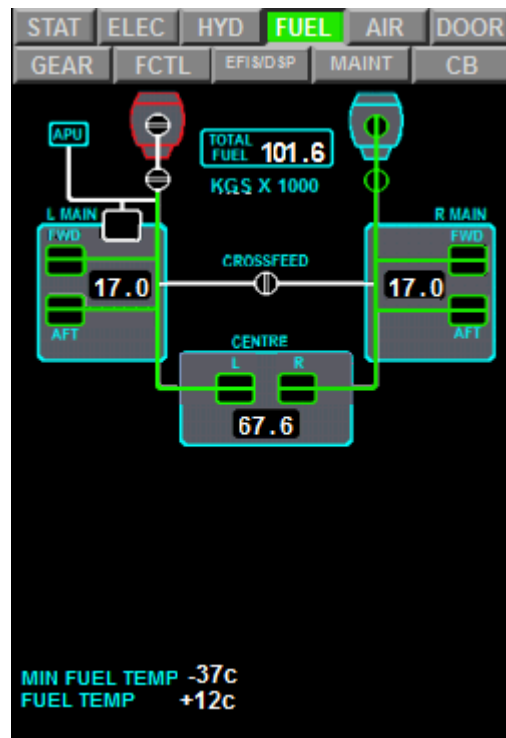 STAT ELEC HYD FUEL AIR DOOR
GEAR FCTL EFIS/DSP MAINT CB
APU
TOTAL FUEL 101.6
KGS X 1000
L MAIN
R MAIN
FWD
FWD
CROSSFEED
17.0
17.0
AFT
AFT
CENTRE
L R
67.6
MIN FUEL TEMP -37c
FUEL TEMP +12c